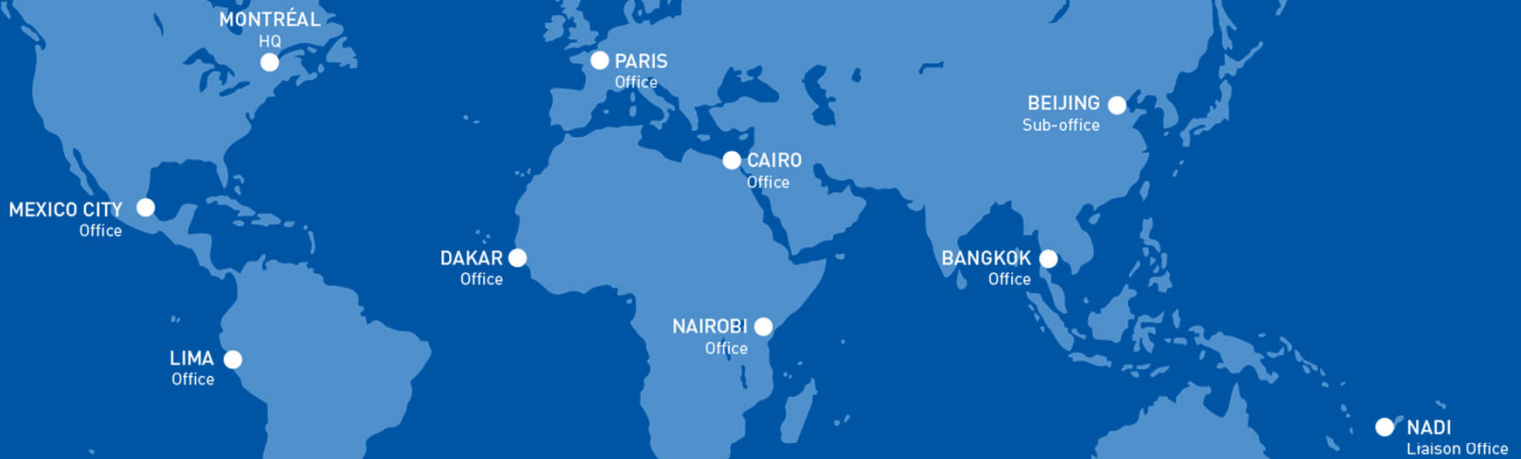 MONTRÉAL
HQ
PARIS
Office
BEIJING
Sub-office
CAIRO
Office
MEXICO CITY
Office
DAKAR
Office
BANGKOK
Office
NAIROBI
Office
LIMA
Office
NADI
Liaison Office